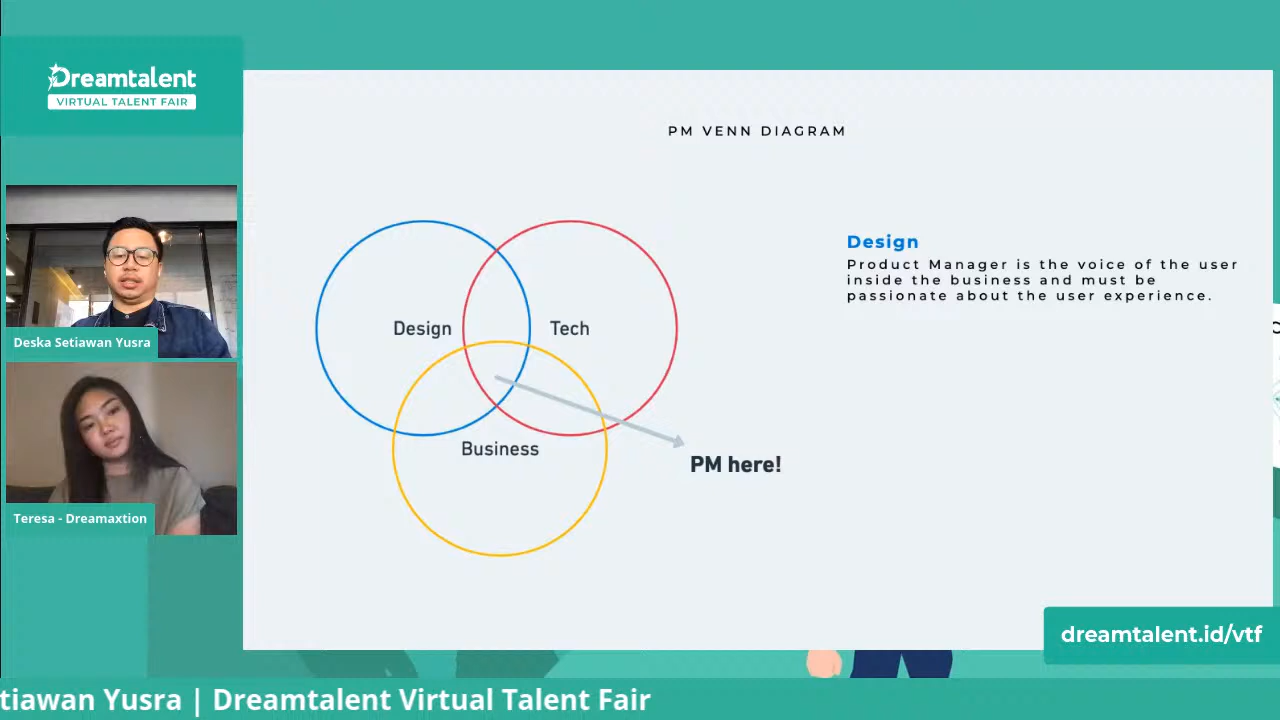 Dreamtalent
VIRTUAL TALENT FAIR
PM VENN DIAGRAM
Design
Product Manager is the voice of the user
inside the business and must be
passionate about the user experience.
Design
Tech
Business
PM here!
Deska Setiawan Yusra
Teresa - Dreamaxtion
dreamtalent.id/vtf
tiawan Yusra | Dreamtalent Virtual Talent Fair